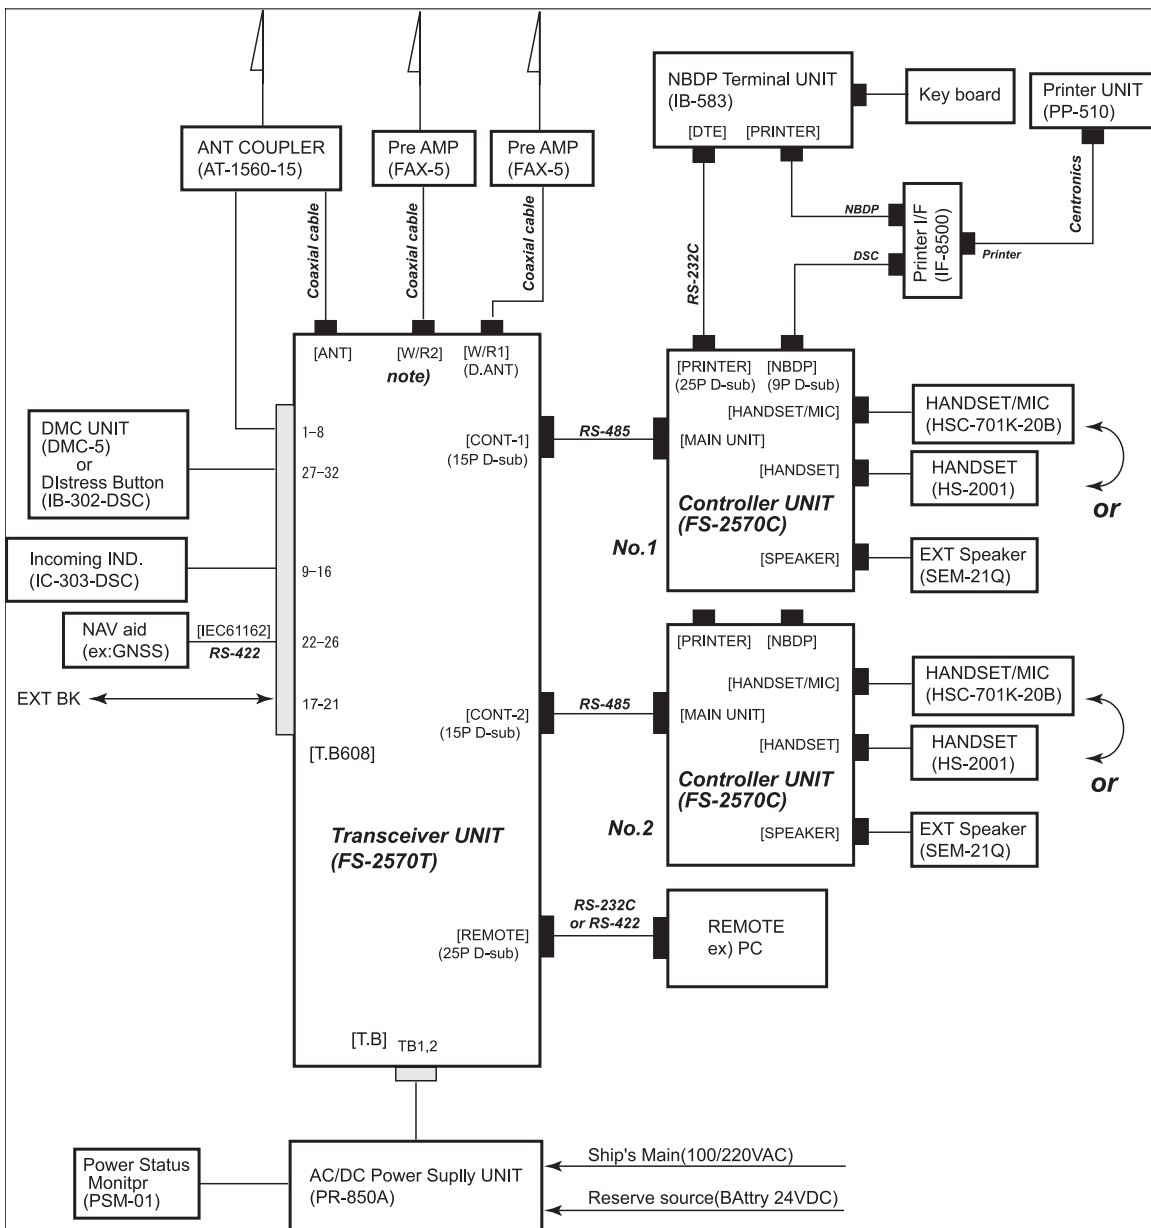 NBDP Terminal UNIT
(IB-583)
[DTE] [PRINTER]
Key board
Printer UNIT
(PP-510)
ANT COUPLER
(AT-1560-15)
Pre AMP
(FAX-5)
Pre AMP
(FAX-5)
Coaxial cable
Coaxial cable
Coaxial cable
RS-232C
NBDP
DSC
Printer I/F
(IF-8500)
Printer
Centronics
[ANT]
[W/R2]
note)
[W/R1]
(D.ANT)
[PRINTER]
(25P D-sub)
[NBDP]
(9P D-sub)
[HANDSET/MIC]
[MAIN UNIT]
[HANDSET]
Controller UNIT
(FS-2570C)
No.1
[SPEAKER]
HANDSET/MIC
(HSC-701K-20B)
HANDSET
(HS-2001)
or
EXT Speaker
(SEM-21Q)
DMC UNIT
(DMC-5)
or
DIstress Button
(IB-302-DSC)
1-8
27-32
[CONT-1]
(15P D-sub)
RS-485
Incoming IND.
(IC-303-DSC)
9-16
NAV aid
(ex:GNSS)
[IEC61162]
RS-422
22-26
EXT BK
17-21
[T.B608]
[CONT-2]
(15P D-sub)
RS-485
[PRINTER] [NBDP]
[HANDSET/MIC]
[MAIN UNIT]
[HANDSET]
Controller UNIT
(FS-2570C)
No.2
[SPEAKER]
HANDSET/MIC
(HSC-701K-20B)
HANDSET
(HS-2001)
or
EXT Speaker
(SEM-21Q)
Transceiver UNIT
(FS-2570T)
[REMOTE]
(25P D-sub)
RS-232C
or RS-422
REMOTE
ex) PC
[T.B] TB1,2
Power Status
Monitpr
(PSM-01)
AC/DC Power Suplly UNIT
(PR-850A)
Ship's Main(100/220VAC)
Reserve source(BAttry 24VDC)